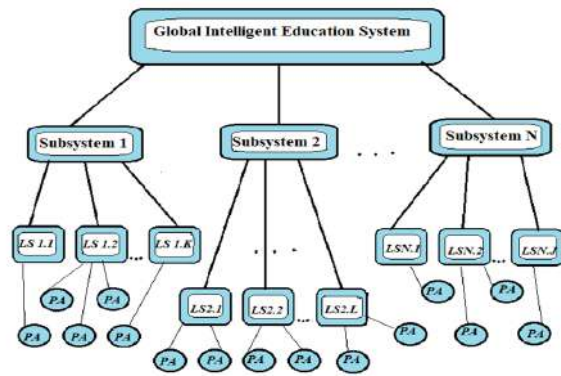 Global Intelligent Education System
Subsystem 1
Subsystem 2
. . .
Subsystem N
LS 1.1
LS 1.2
...
LS 1.K
LSN.1
LSN.2
...
LSN.J
. . .
PA
PA
PA
PA
PA
LS2.1
LS2.2
...
LS2.L
PA
PA
PA
PA
PA
PA
PA
PA
PA
PA
PA